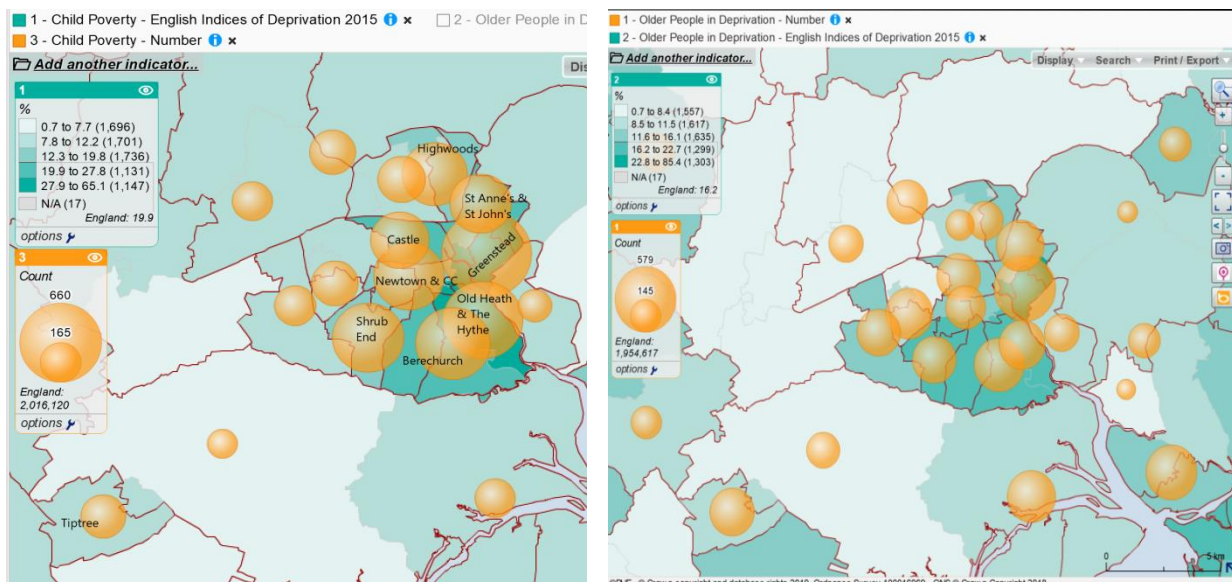 1 - Child Poverty - English Indices of Deprivation 2015 i × 2 - Older People in D
3 - Child Poverty - Number i ×
Add another indicator...
Dis
1
%
0.7 to 7.7 (1,696)
7.8 to 12.2 (1,701)
12.3 to 19.8 (1,736)
19.9 to 27.8 (1,131)
27.9 to 65.1 (1,147)
N/A (17)
England: 19.9
options
3
Count
660
165
England:
2,016,120
options
Highwoods
St Anne's &
St John's
Castle
Greenstead
Newtown & CC
Old Heath
& The
Hythe
Shrub
End
Berechurch
Tiptree
1 - Older People in Deprivation - Number i ×
2 - Older People in Deprivation - English Indices of Deprivation 2015 i ×
Add another indicator...
Display Search Print / Export
2
%
0.7 to 8.4 (1,557)
8.5 to 11.5 (1,617)
11.6 to 16.1 (1,635)
16.2 to 22.7 (1,299)
22.8 to 85.4 (1,303)
N/A (17)
England: 16.2
options
1
Count
579
145
England:
1,954,617
options
0 5 km